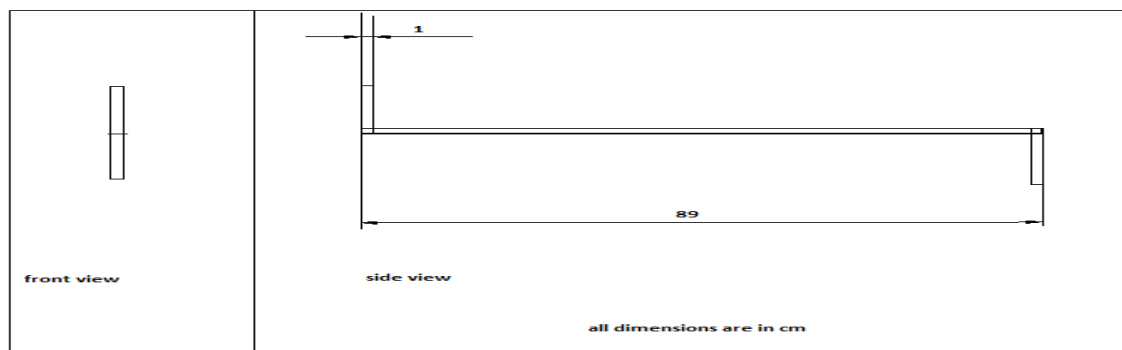 1
89
front view
side view
all dimensions are in cm